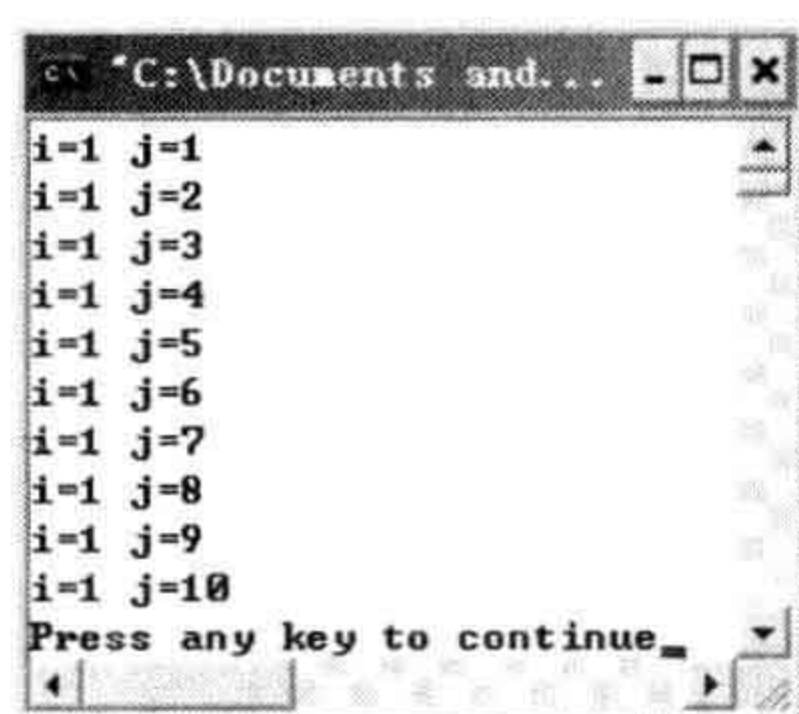 "C:\Documents and...
i=1 j=1
i=1 j=2
i=1 j=3
i=1 j=4
i=1 j=5
i=1 j=6
i=1 j=7
i=1 j=8
i=1 j=9
i=1 j=10
Press any key to continue_